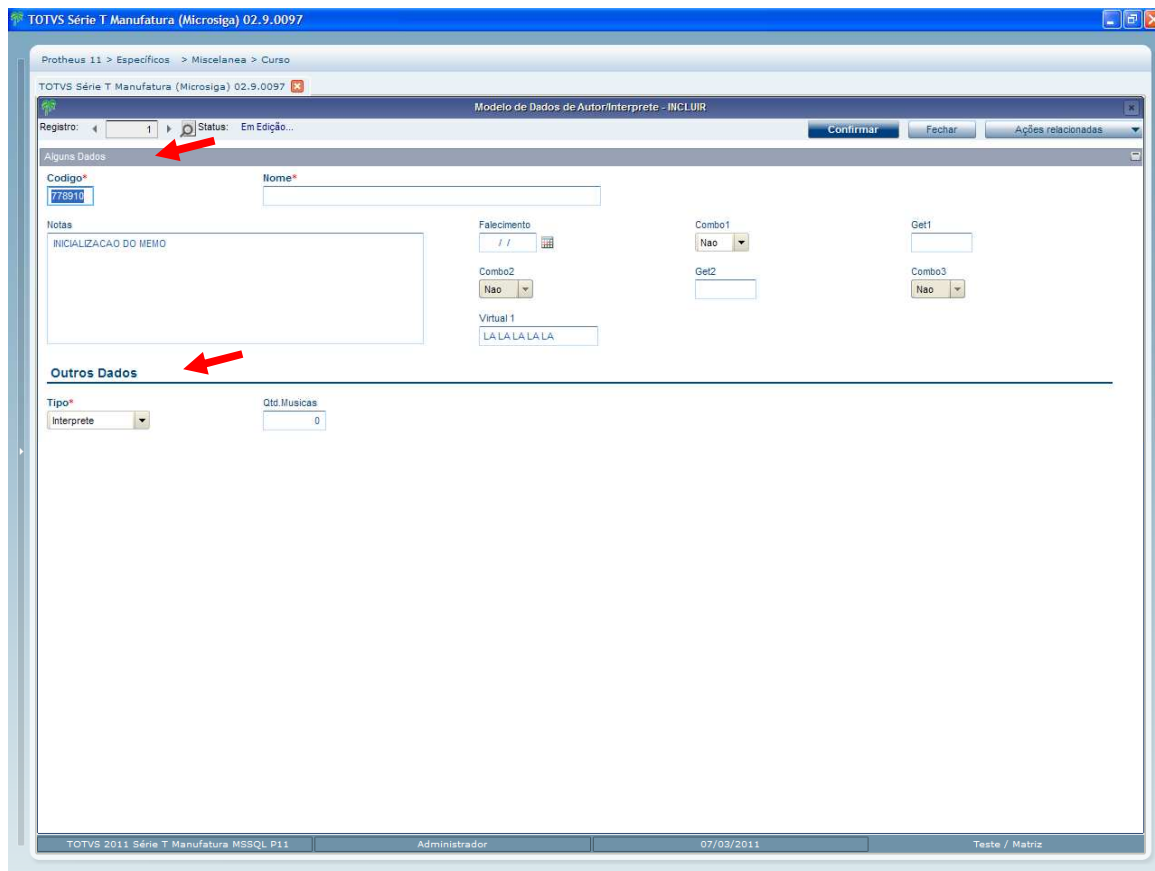 TOTVS Série T Manufatura (Microsiga) 02.9.0097
Protheus 11 > Específicos > Miscelanea > Curso
TOTVS Série T Manufatura (Microsiga) 02.9.0097
Modelo de Dados de Autor/Interprete - INCLUIR
Registro: 1 Status: Em Edição... Confirmar Fechar Ações relacionadas
Alguns Dados
Codigo* Nome*
778910
Notas Falecimento Combo1 Get1
INICIALIZACAO DO MEMO / / Nao
Combo2 Get2 Combo3
Nao Nao
Virtual 1
LA LA LA LA LA
Outros Dados
Tipo* Qtd.Musicas
Interprete 0
TOTVS 2011 Série T Manufatura MSSQL P11 Administrador 07/03/2011 Teste / Matriz